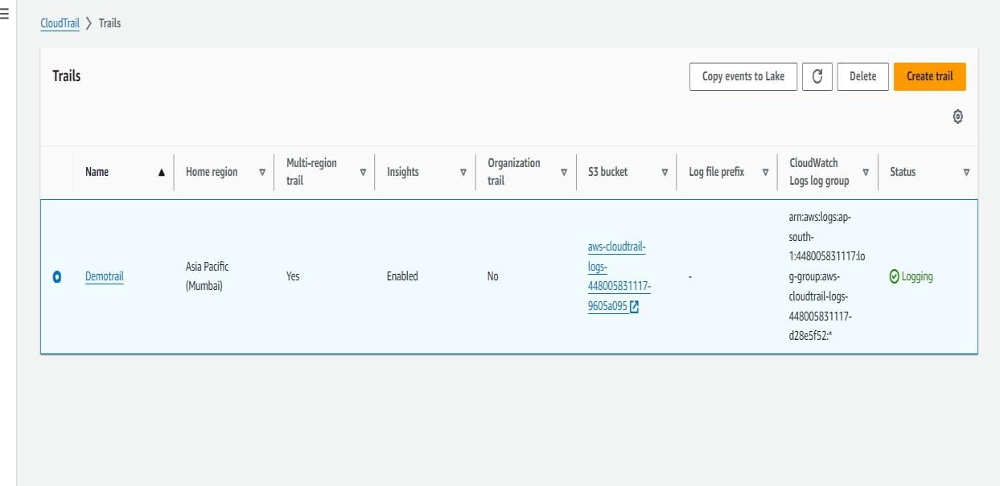 CloudTrail > Trails
Trails
Copy events to Lake
Delete
Create trail
Name
Home region
Multi-region
trail
Insights
Organization
trail
S3 bucket
Log file prefix
CloudWatch
Logs log group
Status
Demotrail
Asia Pacific
(Mumbai)
Yes
Enabled
No
aws-cloudtrail-
logs-
448005831117-
9605a095
-
arn:aws:logs:ap-
south-
1:448005831117:lo
g-group:aws-
cloudtrail-logs-
448005831117-
d28e5f52:*
Logging